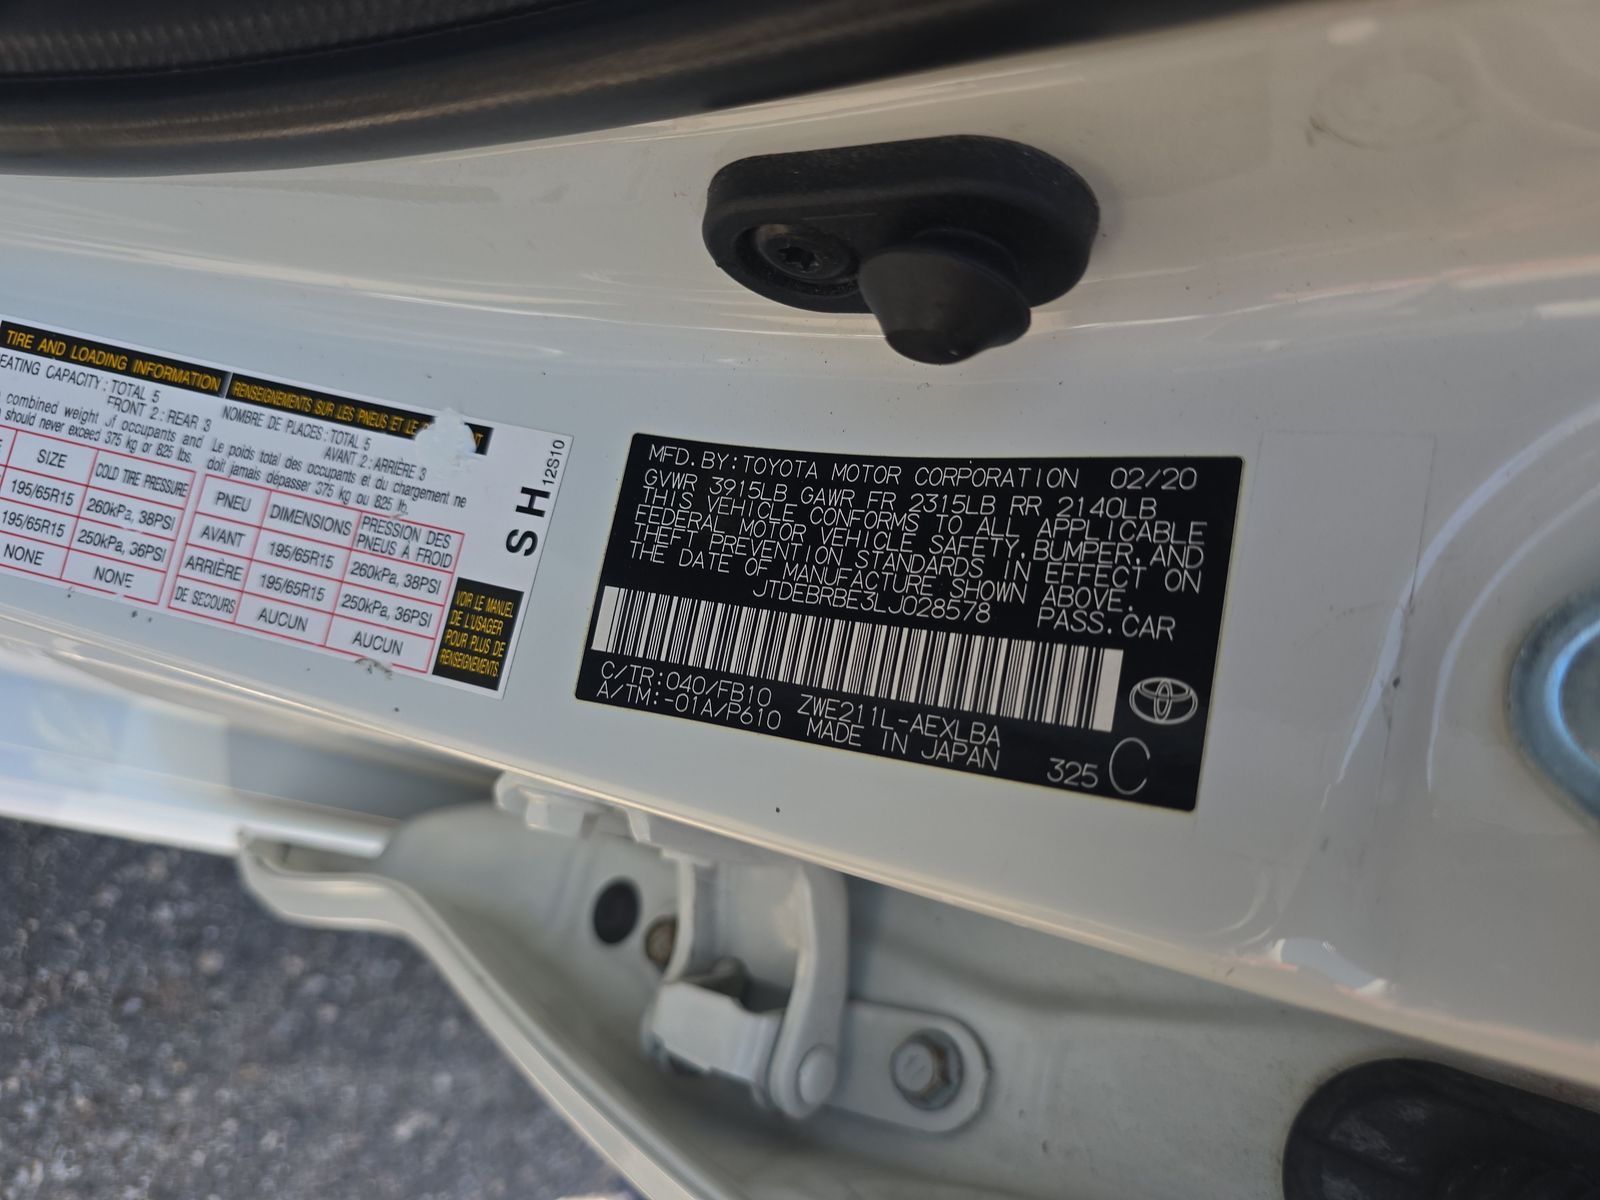 TIRE AND LOADING INFORMATION
EATING CAPACITY : TOTAL 5
FRONT 2 : REAR 3
combined weight of occupants and
should never exceed 375 kg or 825 lbs.
SIZE COLD TIRE PRESSURE
195/65R15 260kPa, 38PSI
195/65R15 250kPa, 36PSI
NONE NONE
RENSEIGNEMENTS SUR LES PNEUS ET LE
NOMBRE DE PLACES : TOTAL 5
AVANT 2 : ARRIÈRE 3
Le poids total des occupants et du chargement ne
doit jamais dépasser 375 kg ou 825 lb.
PNEU DIMENSIONS PRESSION DES PNEUS À FROID
AVANT 195/65R15 260kPa, 38PSI
ARRIÈRE 195/65R15 250kPa, 36PSI
DE SECOURS AUCUN AUCUN
SH
12S10
VOIR LE MANUEL
DE L'USAGER
POUR PLUS DE
RENSEIGNEMENTS.
MFD. BY: TOYOTA MOTOR CORPORATION 02/20
GVWR 3915LB GAWR FR 2315LB RR 2140LB
THIS VEHICLE CONFORMS TO ALL APPLICABLE
FEDERAL MOTOR VEHICLE SAFETY, BUMPER, AND
THEFT PREVENTION STANDARDS IN EFFECT ON
THE DATE OF MANUFACTURE SHOWN ABOVE.
JTDEBRBE3LJ028578 PASS. CAR
C/TR:040/FB10 ZWE211L-AEXLBA
A/TM:-01A/P610 MADE IN JAPAN
325 C